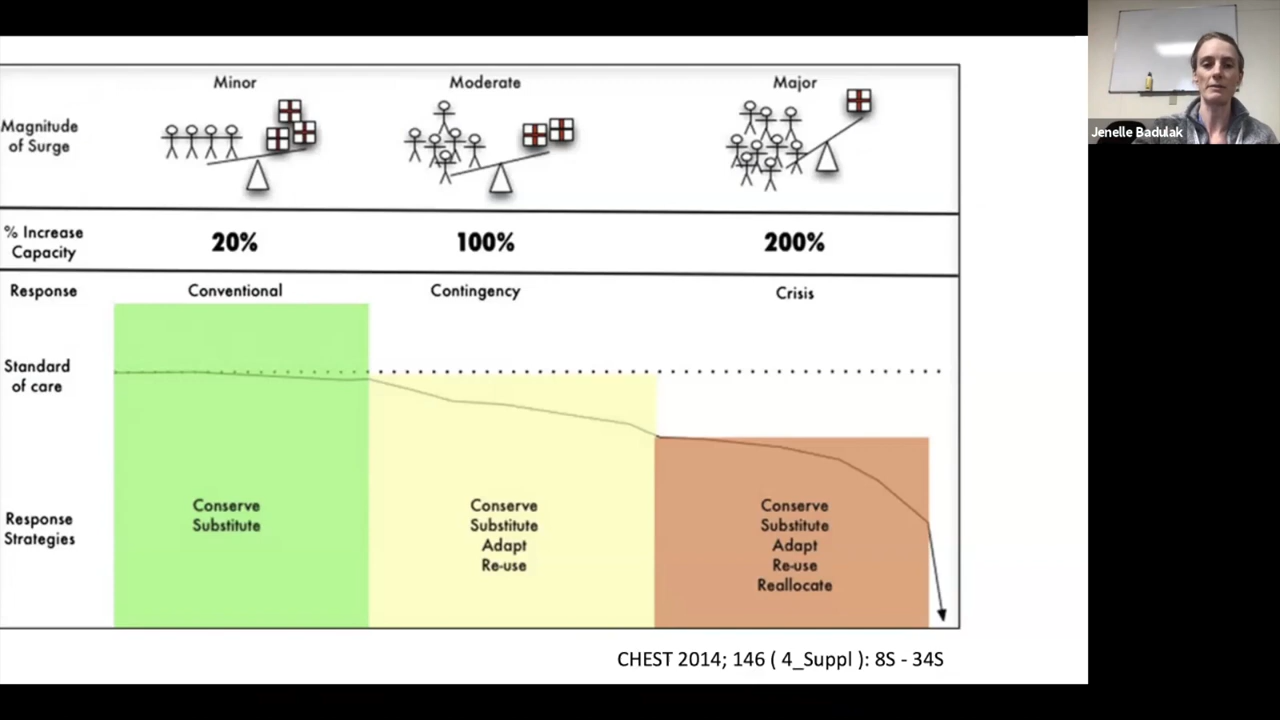 Minor Moderate Major
Magnitude
of Surge
% Increase
Capacity
20% 100% 200%
Response Conventional Contingency Crisis
Standard
of care
Response
Strategies
Conserve
Substitute
Conserve
Substitute
Adapt
Re-use
Conserve
Substitute
Adapt
Re-use
Reallocate
CHEST 2014; 146 ( 4_Suppl ): 8S - 34S
Jenelle Badulak